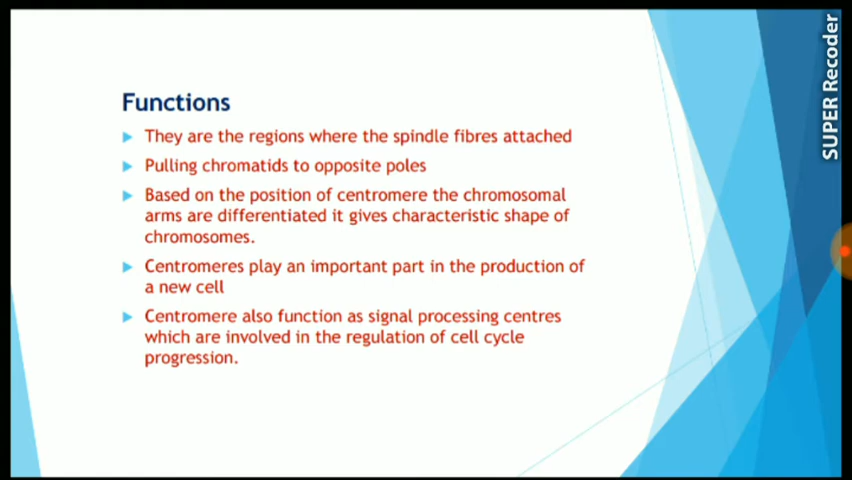 Functions
They are the regions where the spindle fibres attached
Pulling chromatids to opposite poles
Based on the position of centromere the chromosomal
arms are differentiated it gives characteristic shape of
chromosomes.
Centromeres play an important part in the production of
a new cell
Centromere also function as signal processing centres
which are involved in the regulation of cell cycle
progression.
SUPER Recoder